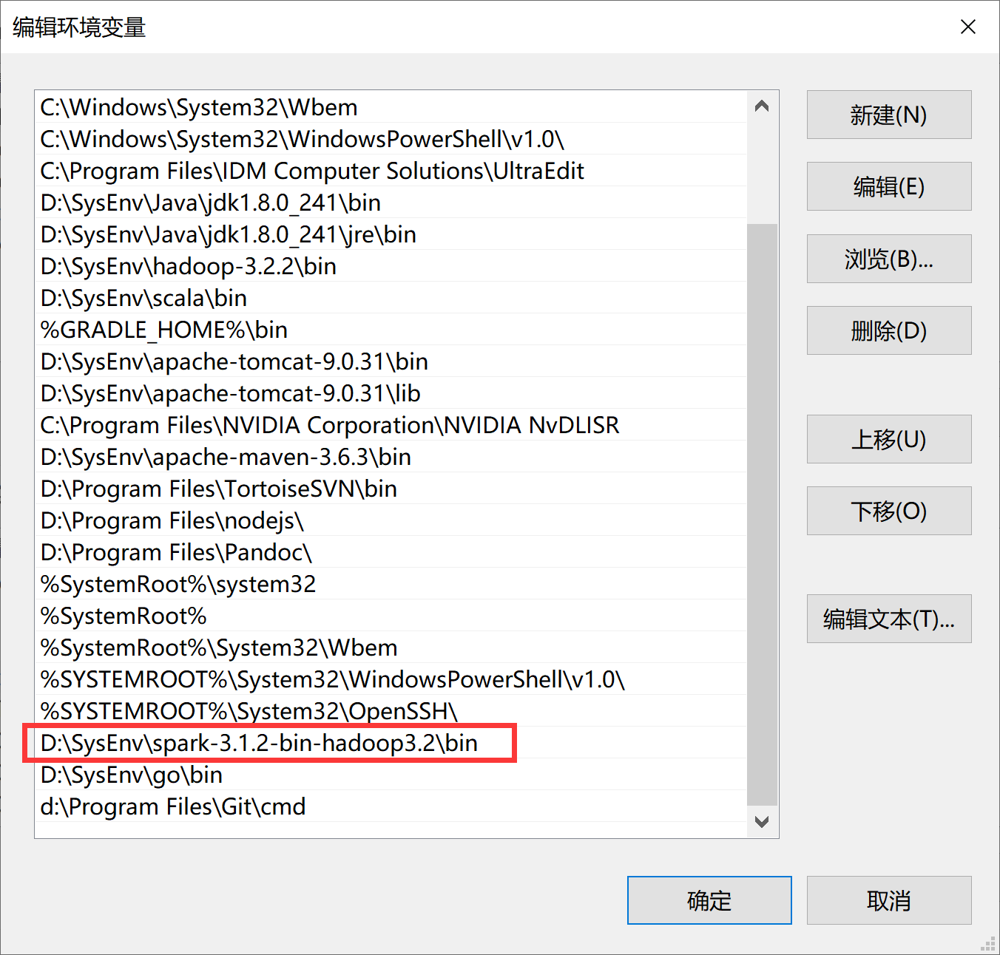 编辑环境变量
C:\Windows\System32\Wbem
C:\Windows\System32\WindowsPowerShell\v1.0\
C:\Program Files\IDM Computer Solutions\UltraEdit
D:\SysEnv\Java\jdk1.8.0_241\bin
D:\SysEnv\Java\jdk1.8.0_241\jre\bin
D:\SysEnv\hadoop-3.2.2\bin
D:\SysEnv\scala\bin
%GRADLE_HOME%\bin
D:\SysEnv\apache-tomcat-9.0.31\bin
D:\SysEnv\apache-tomcat-9.0.31\lib
C:\Program Files\NVIDIA Corporation\NVIDIA NvDLISR
D:\SysEnv\apache-maven-3.6.3\bin
D:\Program Files\TortoiseSVN\bin
D:\Program Files\nodejs\
D:\Program Files\Pandoc\
%SystemRoot%\system32
%SystemRoot%
%SystemRoot%\System32\Wbem
%SYSTEMROOT%\System32\WindowsPowerShell\v1.0\
%SYSTEMROOT%\System32\OpenSSH\
D:\SysEnv\spark-3.1.2-bin-hadoop3.2\bin
D:\SysEnv\go\bin
d:\Program Files\Git\cmd
新建(N)
编辑(E)
浏览(B)...
删除(D)
上移(U)
下移(O)
编辑文本(T)...
确定
取消